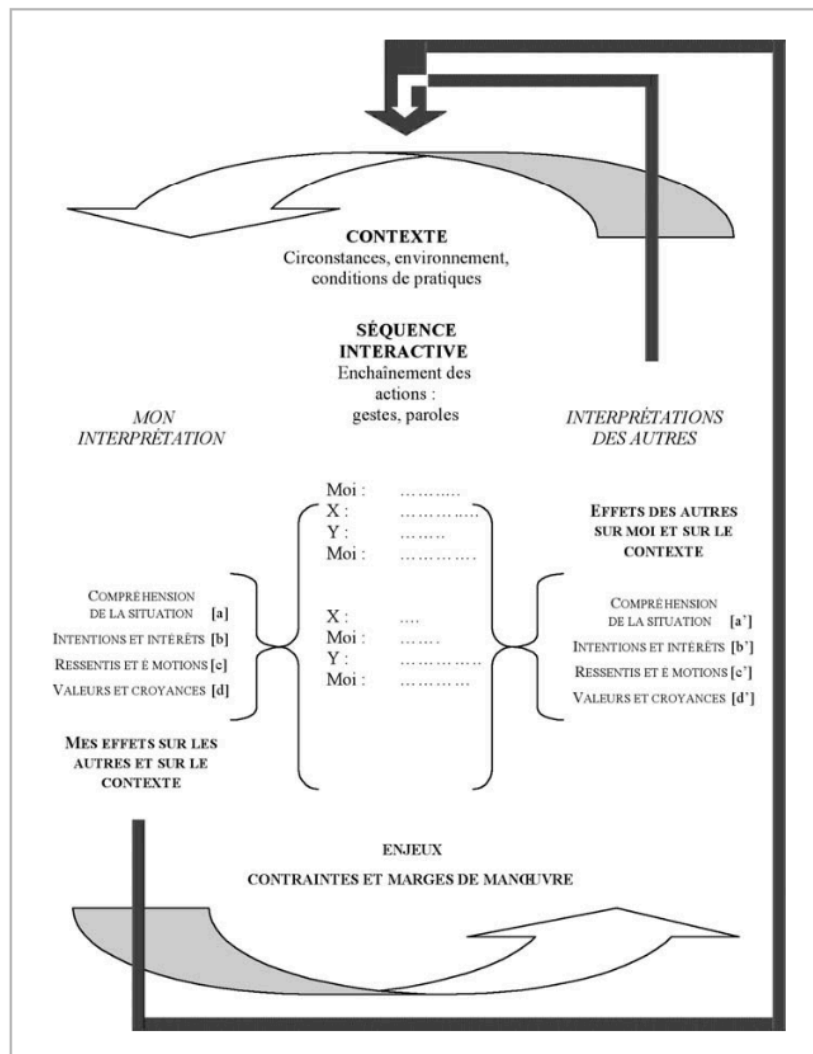 CONTEXTE
Circonstances, environnement,
conditions de pratiques
SÉQUENCE
INTERACTIVE
Enchaînement des
actions :
gestes, paroles
MON
INTERPRÉTATION
INTERPRÉTATIONS
DES AUTRES
Moi : ……..…
X : …………..…
Y : ……..
Moi : ………….
X : ….
Moi : …….
Y : …………...
Moi : …………
COMPRÉHENSION
DE LA SITUATION [a]
INTENTIONS ET INTÉRÊTS [b]
RESSENTIS ET É MOTIONS [c]
VALEURS ET CROYANCES [d]
MES EFFETS SUR LES
AUTRES ET SUR LE
CONTEXTE
EFFETS DES AUTRES
SUR MOI ET SUR LE
CONTEXTE
COMPRÉHENSION
DE LA SITUATION [a’]
INTENTIONS ET INTÉRÊTS [b’]
RESSENTIS ET É MOTIONS [c’]
VALEURS ET CROYANCES [d’]
ENJEUX
CONTRAINTES ET MARGES DE MANŒUVRE